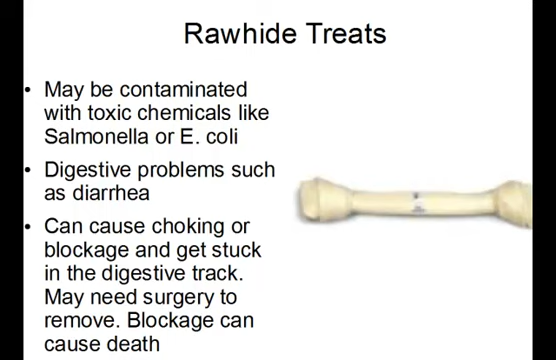 Rawhide Treats
• May be contaminated
with toxic chemicals like
Salmonella or E. coli
• Digestive problems such
as diarrhea
• Can cause choking or
blockage and get stuck
in the digestive track.
May need surgery to
remove. Blockage can
cause death